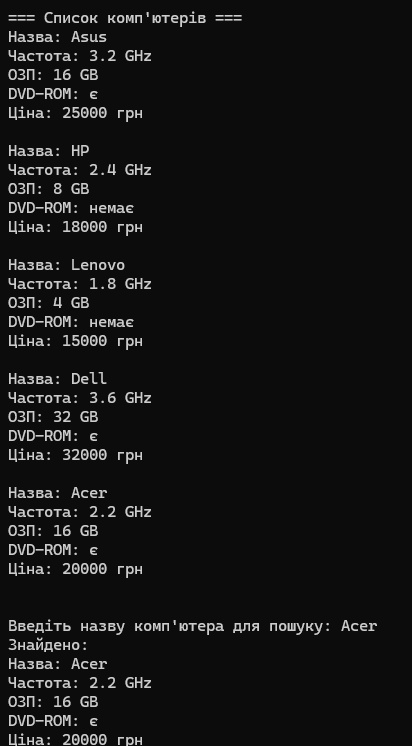 === Список комп'ютерів ===
Назва: Asus
Частота: 3.2 GHz
ОЗП: 16 GB
DVD-ROM: є
Ціна: 25000 грн
Назва: HP
Частота: 2.4 GHz
ОЗП: 8 GB
DVD-ROM: немає
Ціна: 18000 грн
Назва: Lenovo
Частота: 1.8 GHz
ОЗП: 4 GB
DVD-ROM: немає
Ціна: 15000 грн
Назва: Dell
Частота: 3.6 GHz
ОЗП: 32 GB
DVD-ROM: є
Ціна: 32000 грн
Назва: Acer
Частота: 2.2 GHz
ОЗП: 16 GB
DVD-ROM: є
Ціна: 20000 грн
Введіть назву комп'ютера для пошуку: Acer
Знайдено:
Назва: Acer
Частота: 2.2 GHz
ОЗП: 16 GB
DVD-ROM: є
Ціна: 20000 грн